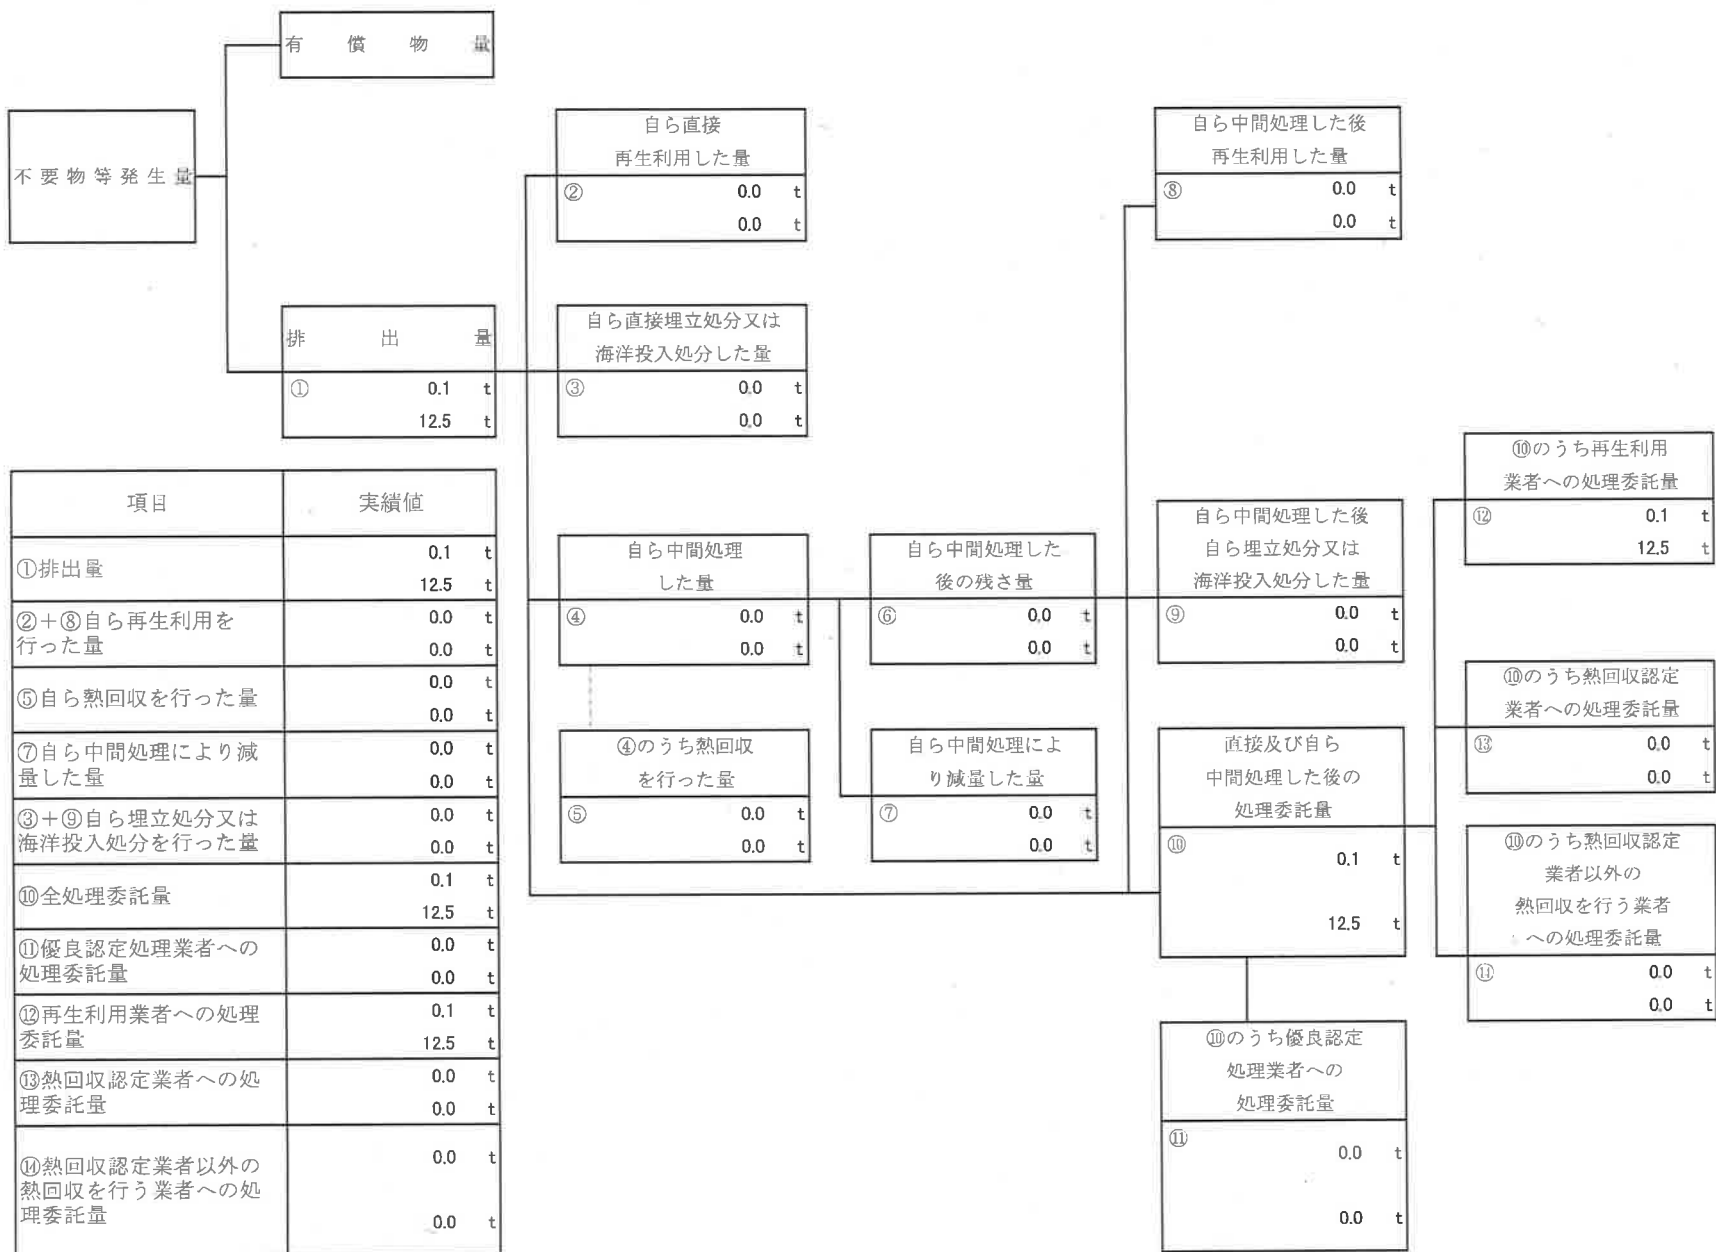 有償物量
不要物等発生量
自ら直接
再生利用した量
② 0.0 t
0.0 t
自ら中間処理した後
再生利用した量
⑧ 0.0 t
0.0 t
排出量
① 0.1 t
12.5 t
自ら直接埋立処分又は
海洋投入処分した量
③ 0.0 t
0.0 t
項目 実績値
①排出量
0.1 t
12.5 t
②+⑧自ら再生利用を
行った量
0.0 t
0.0 t
⑤自ら熱回収を行った量
0.0 t
0.0 t
⑦自ら中間処理により減
量した量
0.0 t
0.0 t
③+⑨自ら埋立処分又は
海洋投入処分を行った量
0.0 t
0.0 t
⑩全処理委託量
0.1 t
12.5 t
⑪優良認定処理業者への
処理委託量
0.0 t
0.0 t
⑫再生利用業者への処理
委託量
0.1 t
12.5 t
⑬熱回収認定業者への処
理委託量
0.0 t
0.0 t
⑭熱回収認定業者以外の
熱回収を行う業者への処
理委託量
0.0 t
0.0 t
自ら中間処理
した量
④ 0.0 t
0.0 t
④のうち熱回収
を行った量
⑤ 0.0 t
0.0 t
自ら中間処理した
後の残さ量
⑥ 0.0 t
0.0 t
自ら中間処理によ
り減量した量
⑦ 0.0 t
0.0 t
自ら中間処理した後
自ら埋立処分又は
海洋投入処分した量
⑨ 0.0 t
0.0 t
直接及び自ら
中間処理した後の
処理委託量
⑩ 0.1 t
12.5 t
⑩のうち優良認定
処理業者への
処理委託量
⑪ 0.0 t
0.0 t
⑩のうち再生利用
業者への処理委託量
⑫ 0.1 t
12.5 t
⑩のうち熱回収認定
業者への処理委託量
⑬ 0.0 t
0.0 t
⑩のうち熱回収認定
業者以外の
熱回収を行う業者
への処理委託量
⑭ 0.0 t
0.0 t